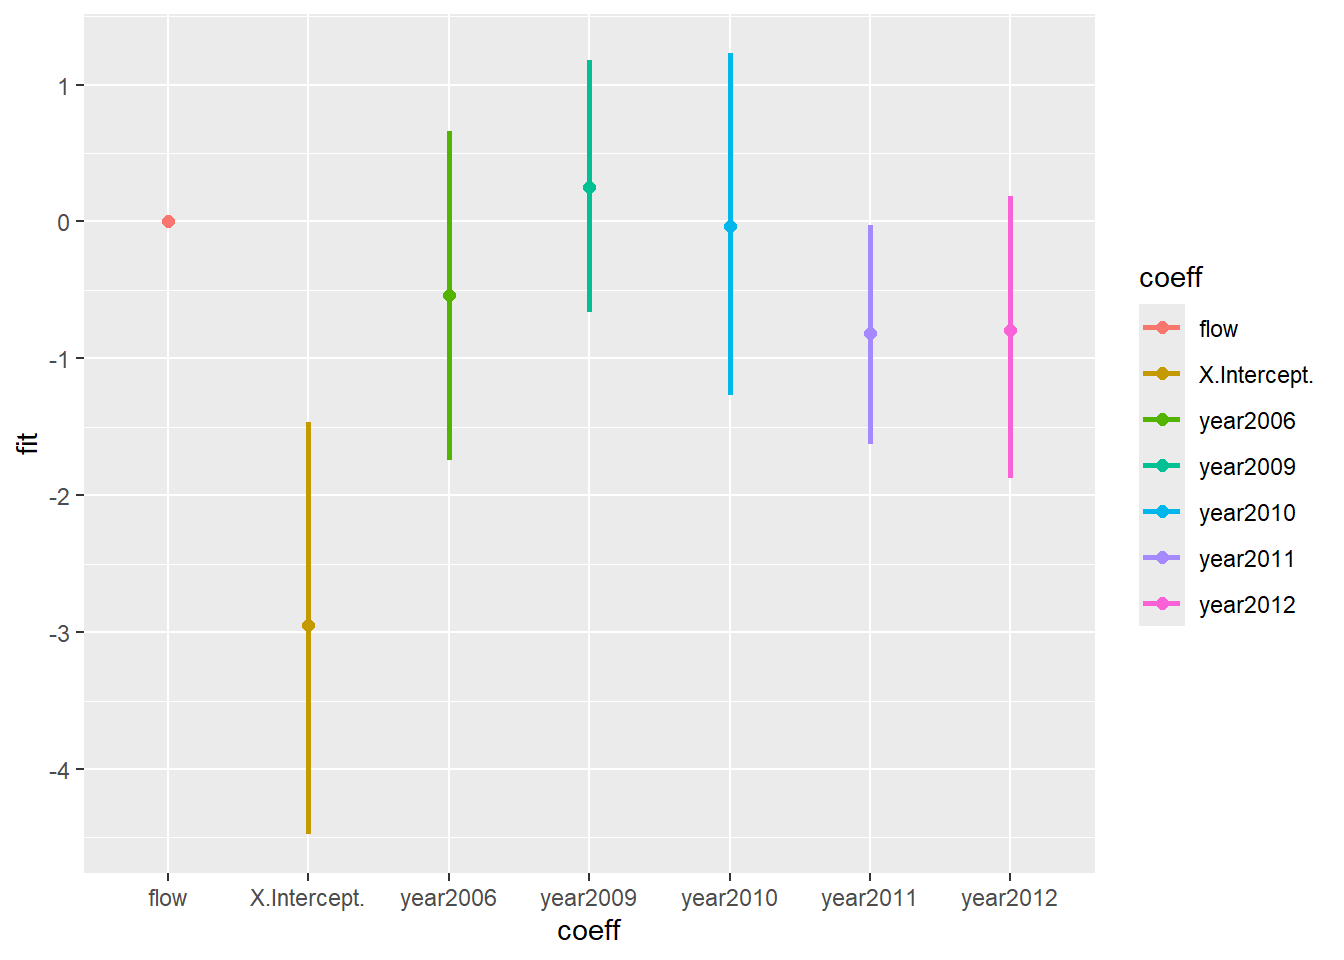 fit
1
0
-1
-2
-3
-4
flow X.Intercept. year2006 year2009 year2010 year2011 year2012
coeff
coeff
flow
X.Intercept.
year2006
year2009
year2010
year2011
year2012